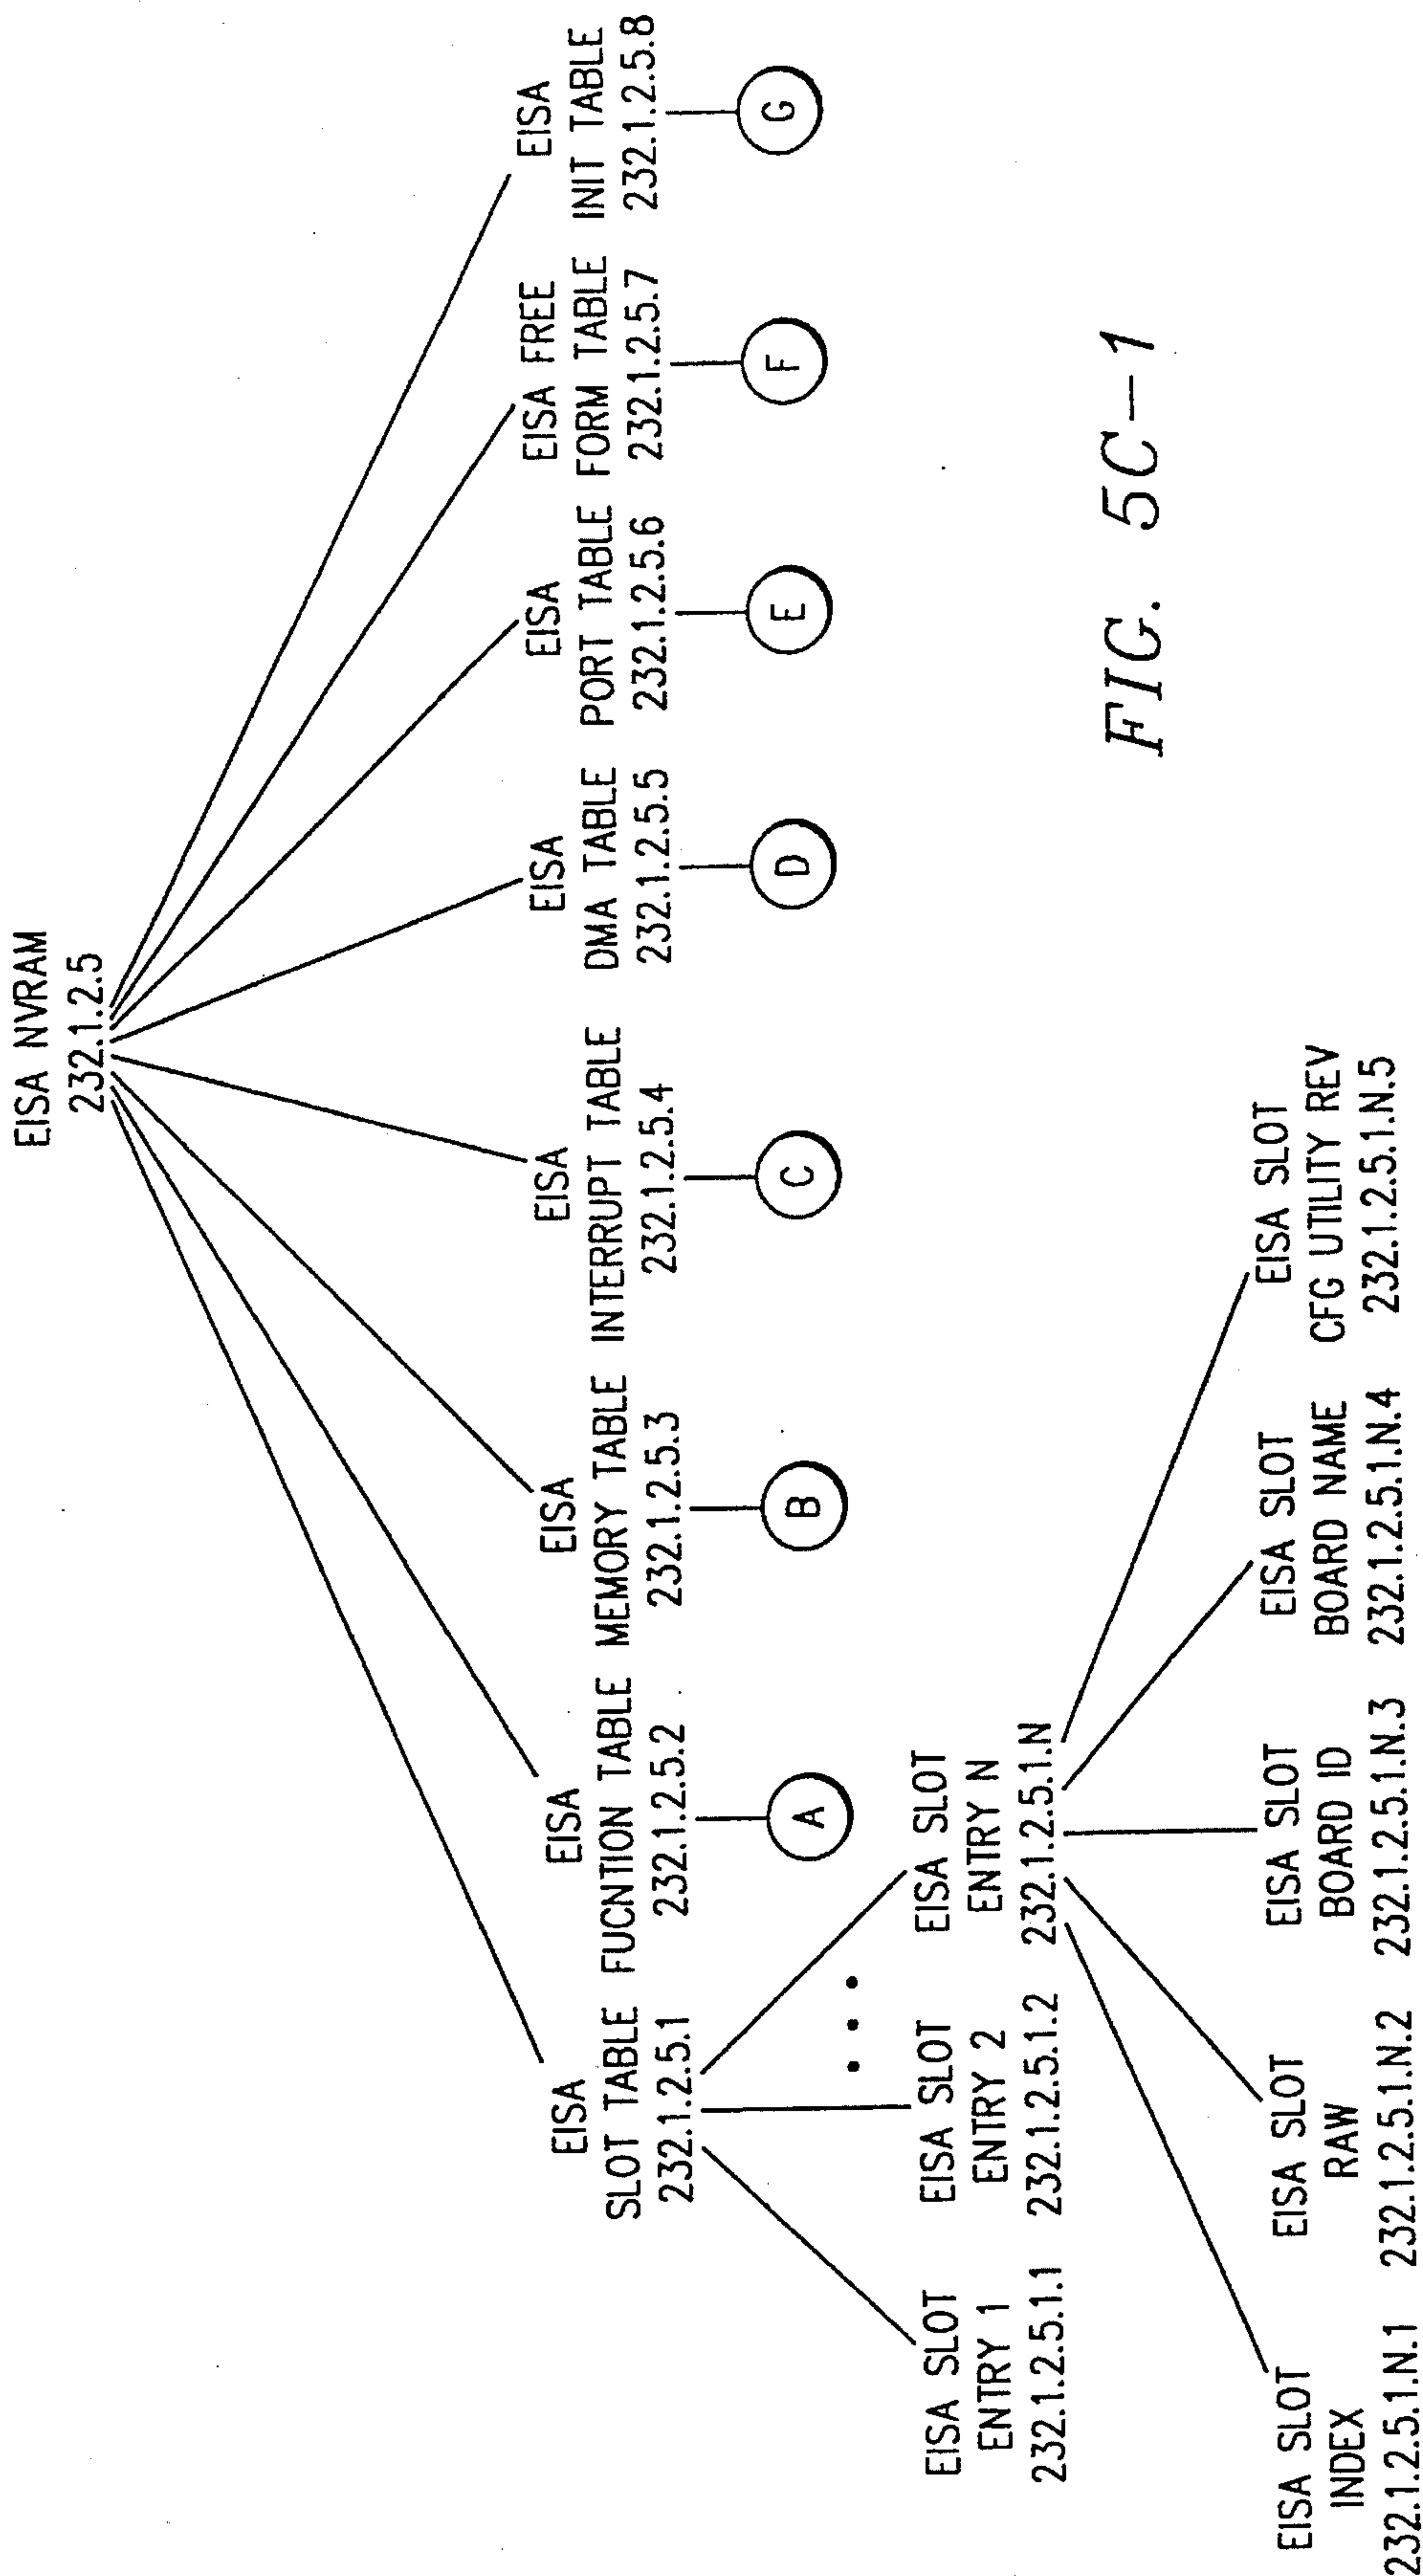 EISA NVRAM
232.1.2.5
EISA
SLOT TABLE
232.1.2.5.1
EISA
FUCNTION TABLE
232.1.2.5.2
EISA
MEMORY TABLE
232.1.2.5.3
EISA
INTERRUPT TABLE
232.1.2.5.4
EISA
DMA TABLE
232.1.2.5.5
EISA
PORT TABLE
232.1.2.5.6
EISA FREE
FORM TABLE
232.1.2.5.7
EISA
INIT TABLE
232.1.2.5.8
A
B
C
D
E
F
G
EISA SLOT
ENTRY 1
232.1.2.5.1.1
EISA SLOT
ENTRY 2
232.1.2.5.1.2
• • •
EISA SLOT
ENTRY N
232.1.2.5.1.N
EISA SLOT
INDEX
232.1.2.5.1.N.1
EISA SLOT
RAW
232.1.2.5.1.N.2
EISA SLOT
BOARD ID
232.1.2.5.1.N.3
EISA SLOT
BOARD NAME
232.1.2.5.1.N.4
EISA SLOT
CFG UTILITY REV
232.1.2.5.1.N.5
FIG. 5C-1